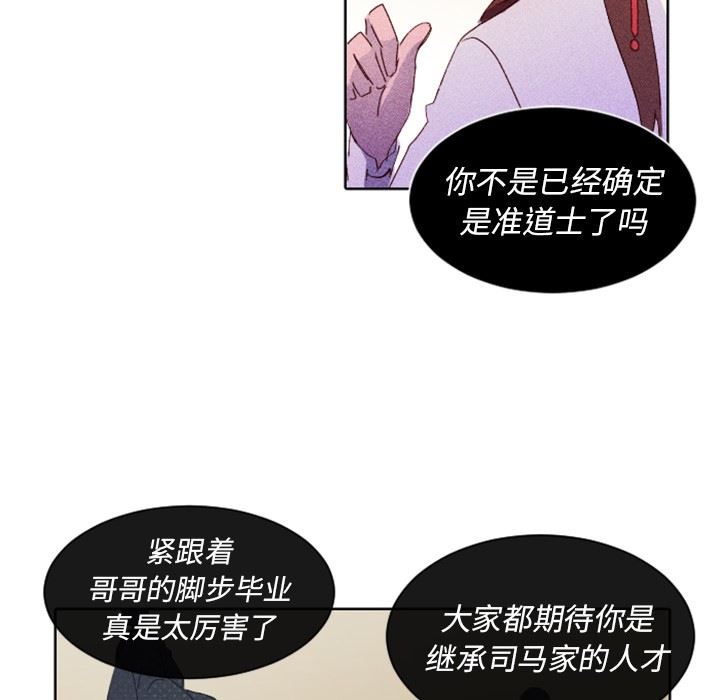 你不是已经确定
是准道士了吗
紧跟着
哥哥的脚步毕业
真是太厉害了
大家都期待你是
继承司马家的人才